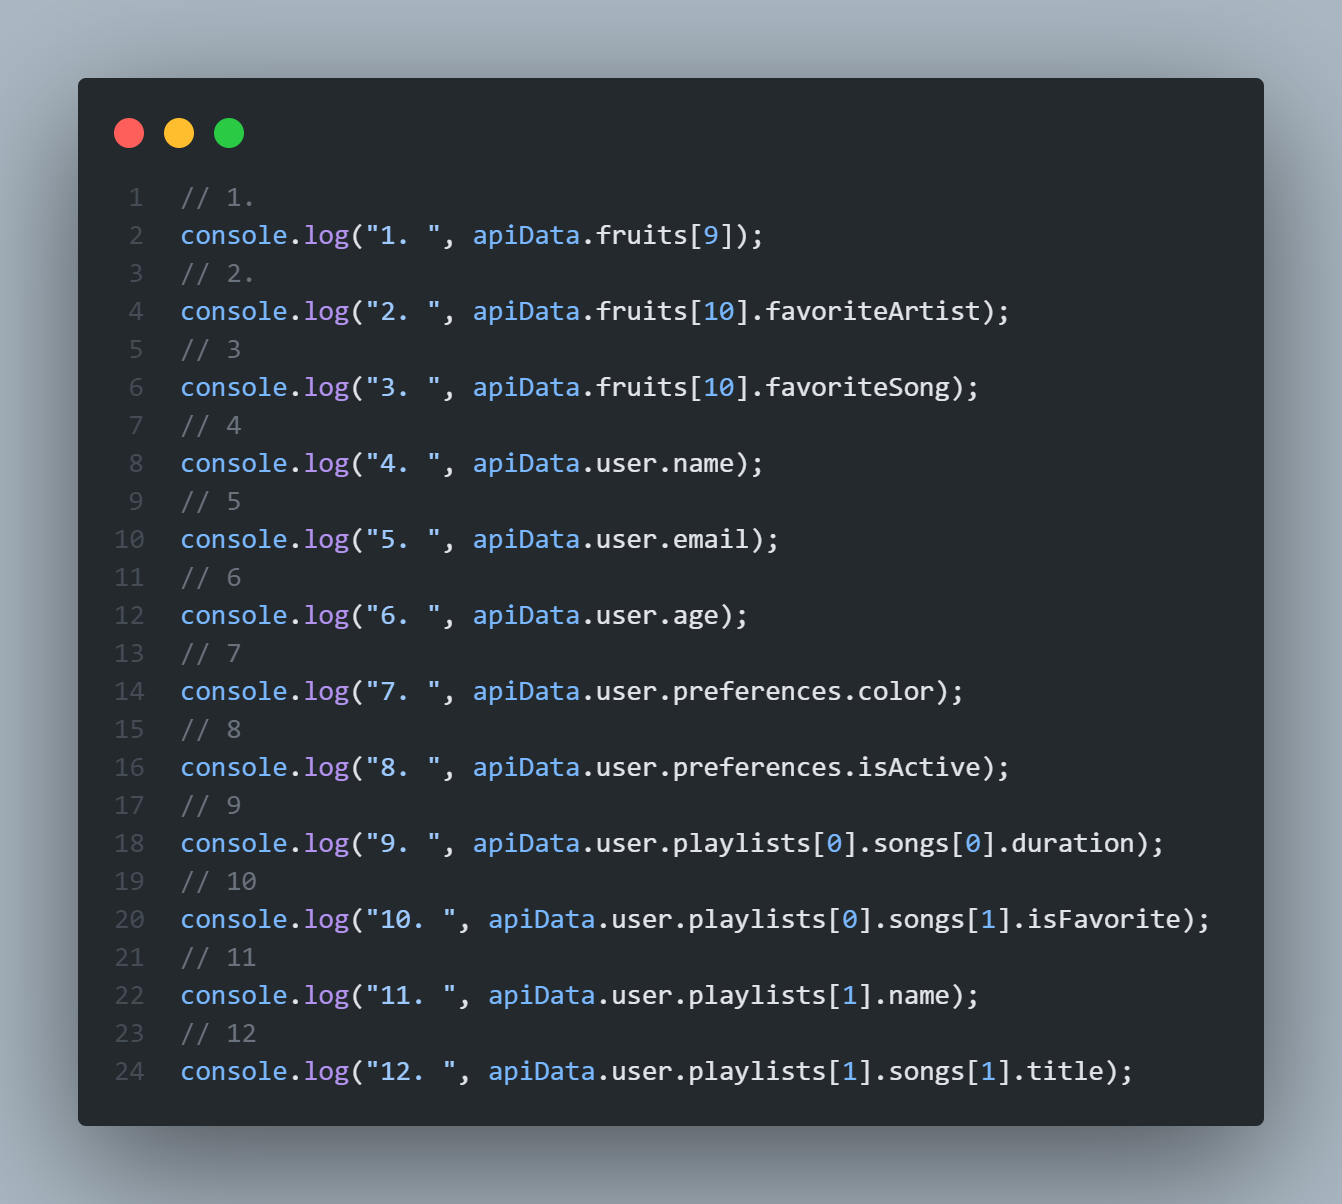 1 // 1.
2 console.log("1. ", apiData.fruits[9]);
3 // 2.
4 console.log("2. ", apiData.fruits[10].favoriteArtist);
5 // 3
6 console.log("3. ", apiData.fruits[10].favoriteSong);
7 // 4
8 console.log("4. ", apiData.user.name);
9 // 5
10 console.log("5. ", apiData.user.email);
11 // 6
12 console.log("6. ", apiData.user.age);
13 // 7
14 console.log("7. ", apiData.user.preferences.color);
15 // 8
16 console.log("8. ", apiData.user.preferences.isActive);
17 // 9
18 console.log("9. ", apiData.user.playlists[0].songs[0].duration);
19 // 10
20 console.log("10. ", apiData.user.playlists[0].songs[1].isFavorite);
21 // 11
22 console.log("11. ", apiData.user.playlists[1].name);
23 // 12
24 console.log("12. ", apiData.user.playlists[1].songs[1].title);